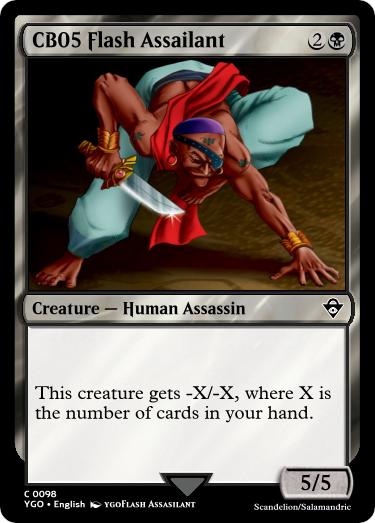 CB05 Flash Assailant 2
Creature — Human Assassin
This creature gets -X/-X, where X is
the number of cards in your hand.
5/5
C 0098
YGO • English YGOFLASH ASSASILANT
Scandelion/Salamandric